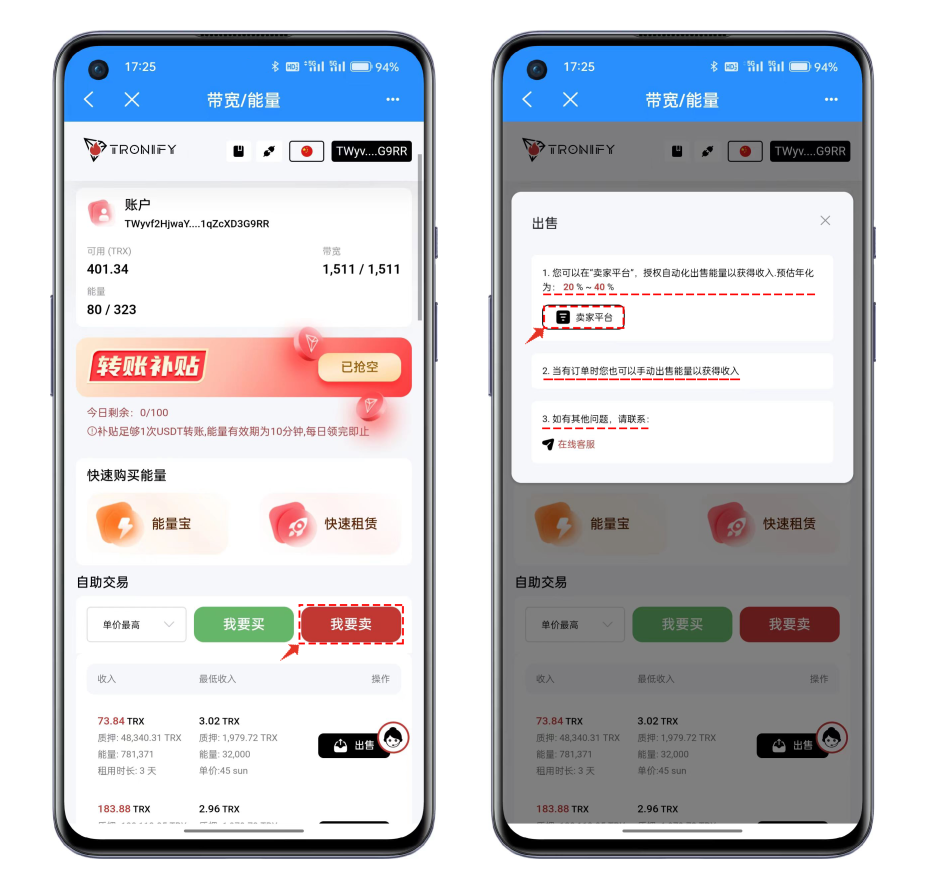 17:25
94%
带宽/能量
TRONIFY
TWyv....G9RR
账户
TWyvf2HjwaY....1qZcXD3G9RR
可用 (TRX)
带宽
401.34
1,511 / 1,511
能量
80 / 323
转账补贴
已抢空
今日剩余: 0/100
补贴足够1次USDT转账,能量有效期为10分钟,每日领完即止
快速购买能量
能量宝
快速租赁
自助交易
单价最高
我要买
我要卖
收入
最低收入
操作
73.84 TRX
3.02 TRX
质押: 48,340.31 TRX
质押: 1,979.72 TRX
能量: 781,371
能量: 32,000
出售
租用时长: 3 天
单价:45 sun
183.88 TRX
2.96 TRX
17:25
94%
带宽/能量
TRONIFY
TWyv....G9RR
出售
1. 您可以在“卖家平台”，授权自动化出售能量以获得收入.预估年化
为： 20 % ~ 40 %
卖家平台
2. 当有订单时您也可以手动出售能量以获得收入
3. 如有其他问题，请联系:
在线客服
能量宝
快速租赁
自助交易
单价最高
我要买
我要卖
收入
最低收入
操作
73.84 TRX
3.02 TRX
质押: 48,340.31 TRX
质押: 1,979.72 TRX
能量: 781,371
能量: 32,000
出售
租用时长: 3 天
单价:45 sun
183.88 TRX
2.96 TRX